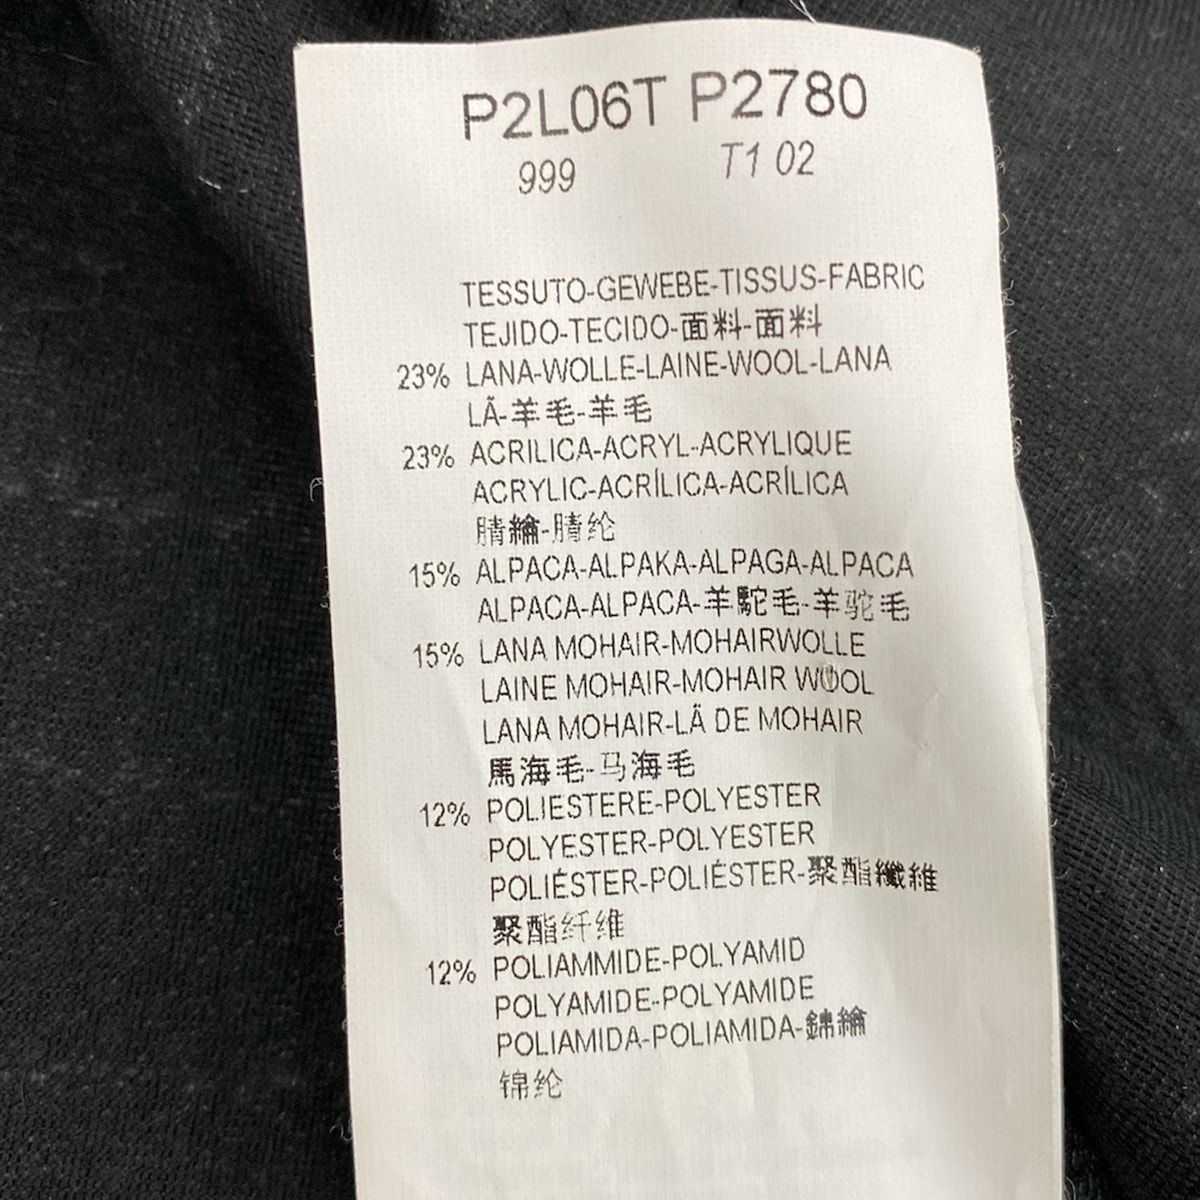 P2L06T P2780
999 T1 02
TESSUTO-GEWEBE-TISSUS-FABRIC
TEJIDO-TECIDO-面料-面料
23% LANA-WOLLE-LAINE-WOOL-LANA
LÃ-羊毛-羊毛
23% ACRILICA-ACRYL-ACRYLIQUE
ACRYLIC-ACRÍLICA-ACRÍLICA
腈綸-腈纶
15% ALPACA-ALPAKA-ALPAGA-ALPACA
ALPACA-ALPACA-羊駝毛-羊驼毛
15% LANA MOHAIR-MOHAIRWOLLE
LAINE MOHAIR-MOHAIR WOOL
LANA MOHAIR-LÃ DE MOHAIR
馬海毛-马海毛
12% POLIESTERE-POLYESTER
POLYESTER-POLYESTER
POLIÉSTER-POLIÉSTER-聚酯纖維
聚酯纤维
12% POLIAMMIDE-POLYAMID
POLYAMIDE-POLYAMIDE
POLIAMIDA-POLIAMIDA-錦綸
锦纶